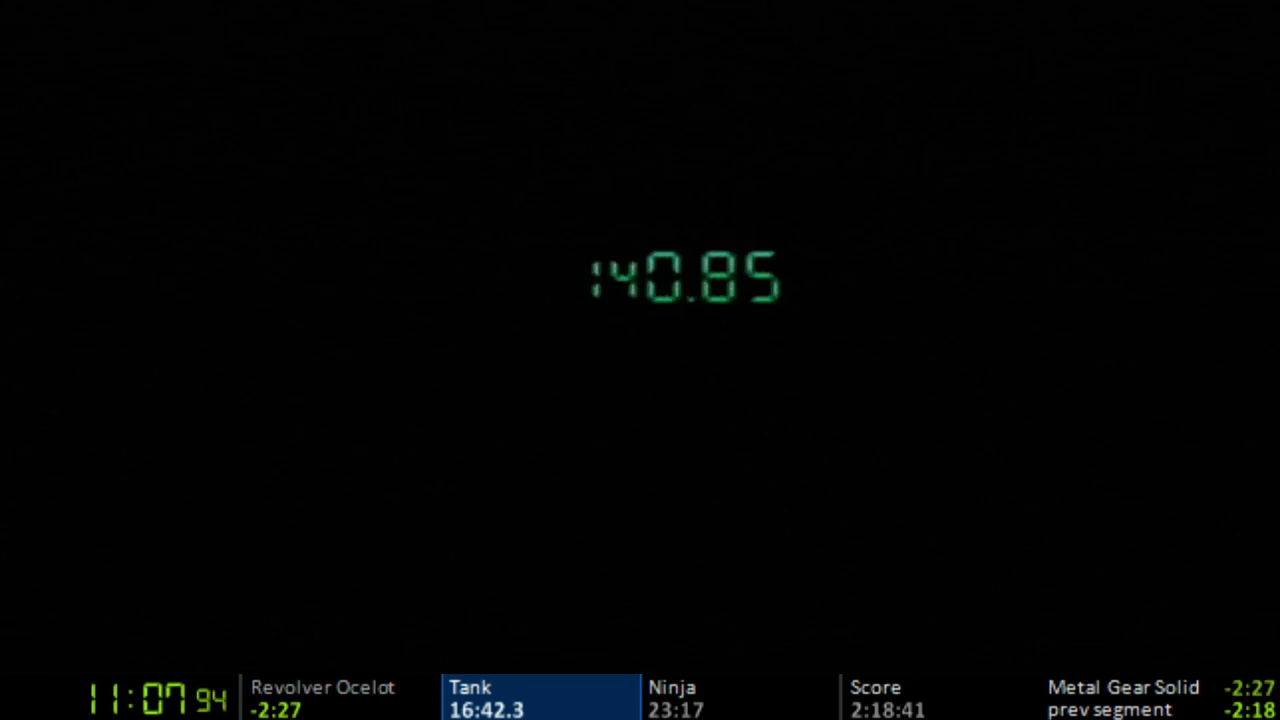 140.85
11:07 94
Revolver Ocelot
-2:27
Tank
16:42.3
Ninja
23:17
Score
2:18:41
Metal Gear Solid -2:27
prev segment -2:18